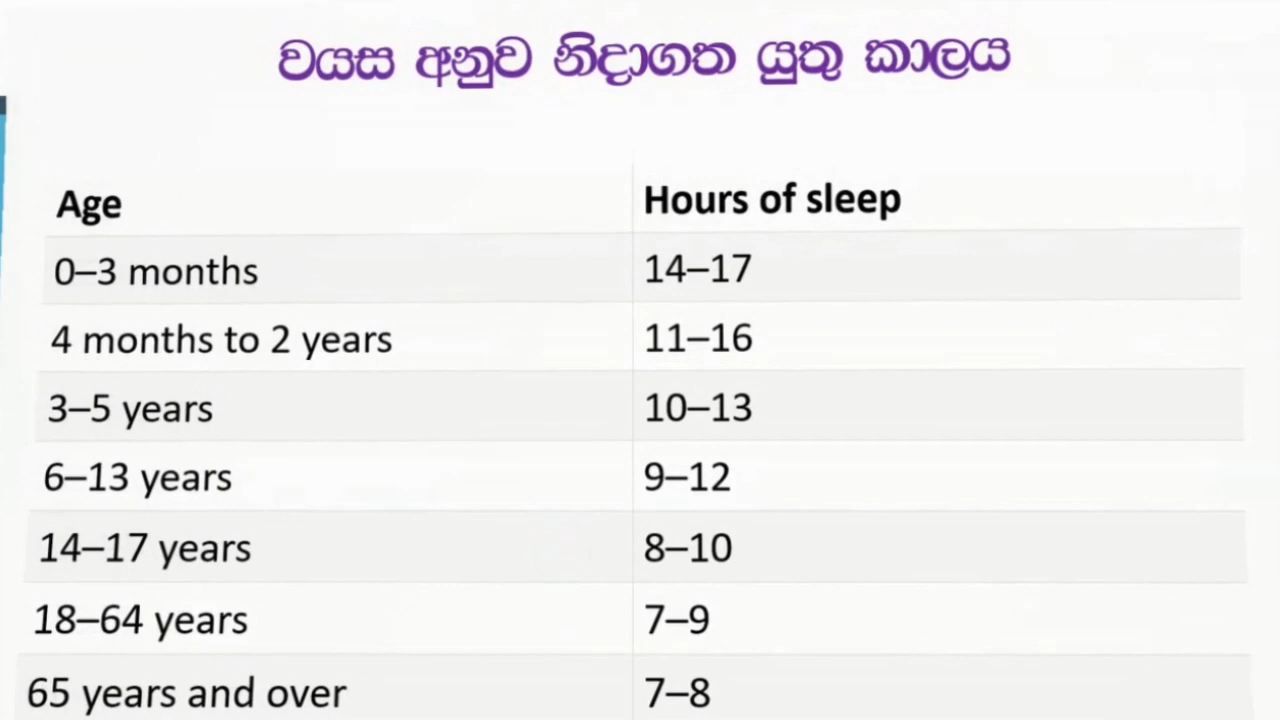 වයස අනුව නිදාගත යුතු කාලය
Age Hours of sleep
0–3 months 14–17
4 months to 2 years 11–16
3–5 years 10–13
6–13 years 9–12
14–17 years 8–10
18–64 years 7–9
65 years and over 7–8